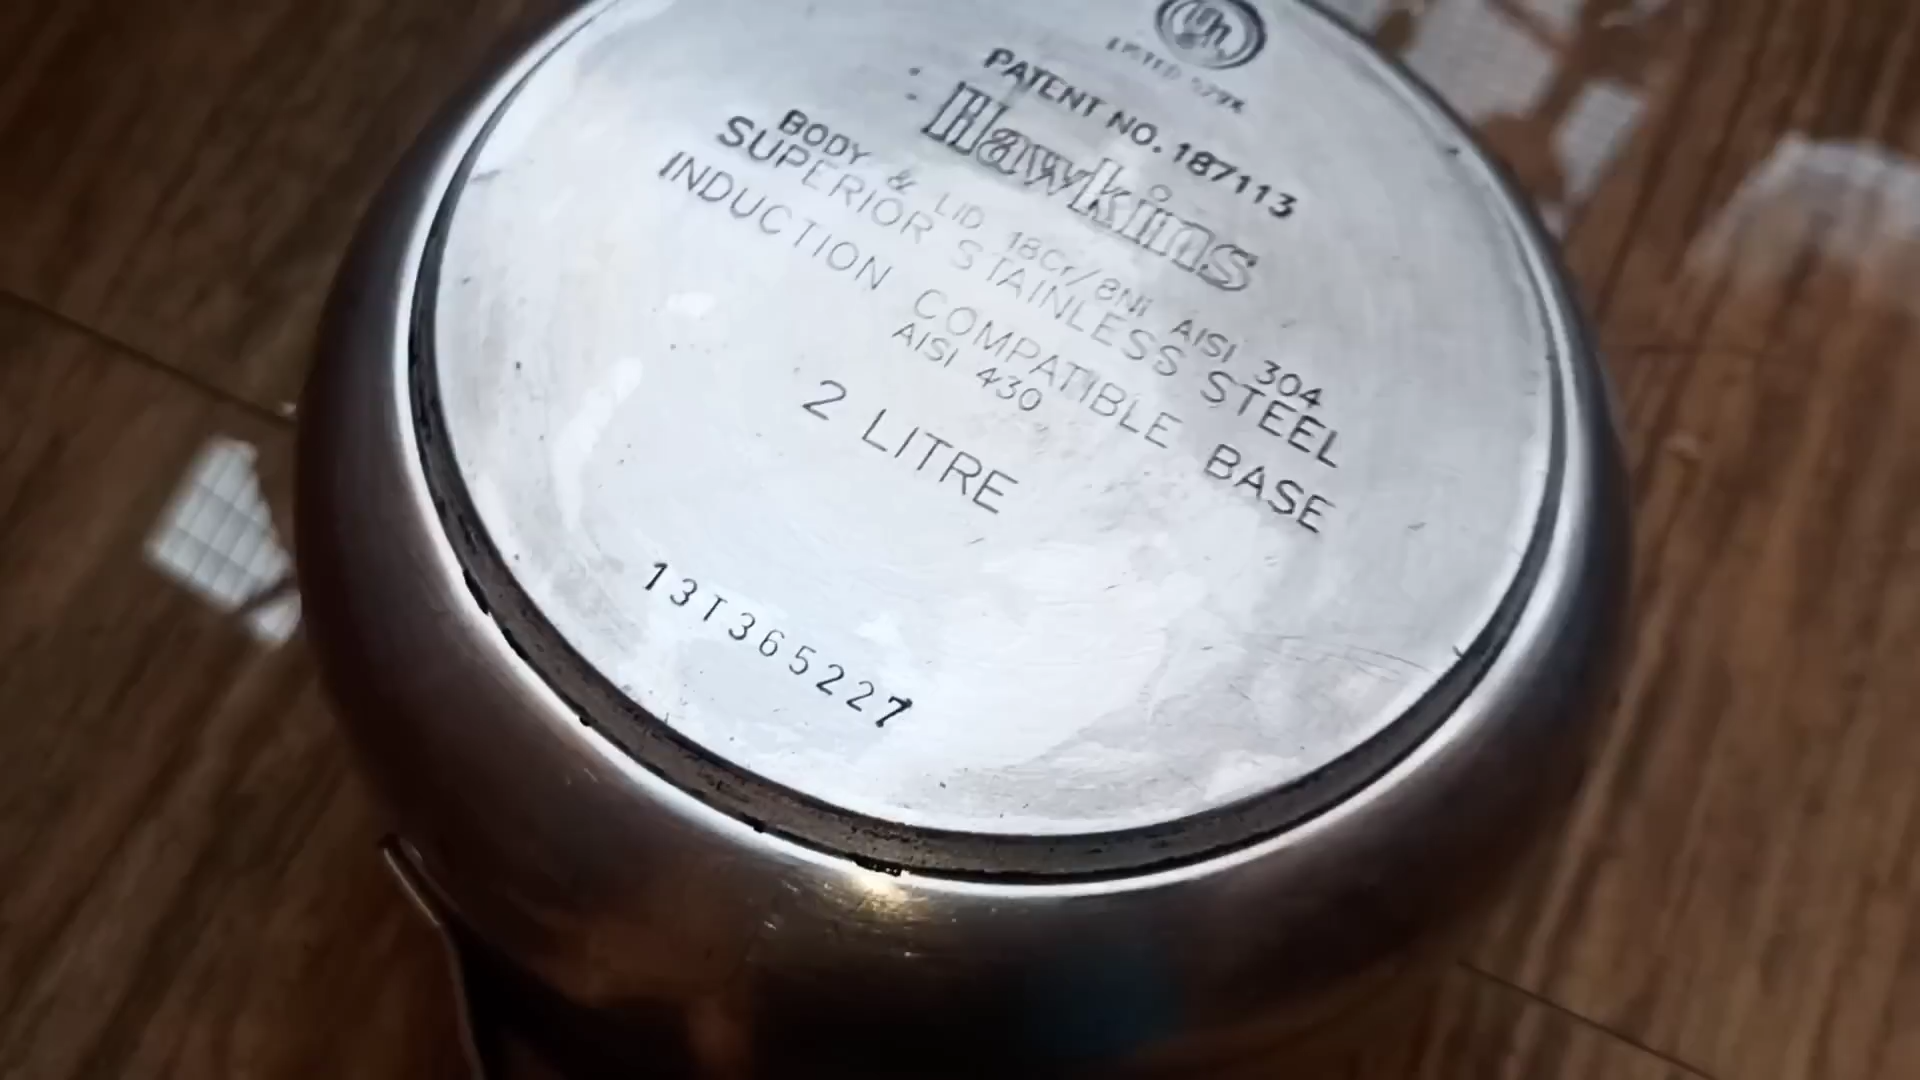 LISTED
PATENT NO. 187113
Hawkins
BODY & LID 18Cr/8Ni AISI 304
SUPERIOR STAINLESS STEEL
INDUCTION COMPATIBLE BASE
AISI 430
2 LITRE
13T365227